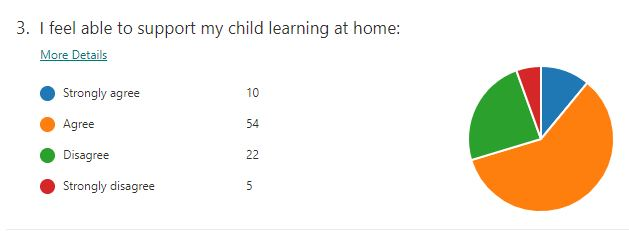 3. I feel able to support my child learning at home:
More Details
Strongly agree 10
Agree 54
Disagree 22
Strongly disagree 5